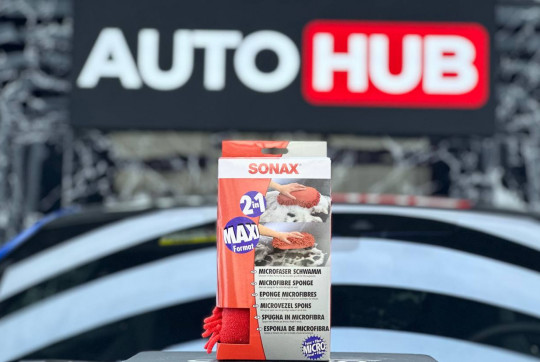 AUTO HUB
SONAX
2in1
MAXI
Format
MICROFASER SCHWAMM
MICROFIBRE SPONGE
EPONGE MICROFIBRES
MICROVEZEL SPONS
SPUGNA IN MICROFIBRA
ESPONJA DE MICROFIBRA
MICRO